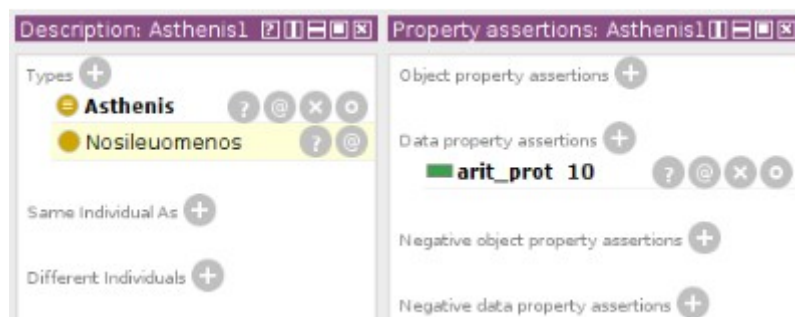 Description: Asthenis1
Types
Asthenis
Nosileuomenos
Same Individual As
Different Individuals
Property assertions: Asthenis1
Object property assertions
Data property assertions
arit_prot 10
Negative object property assertions
Negative data property assertions